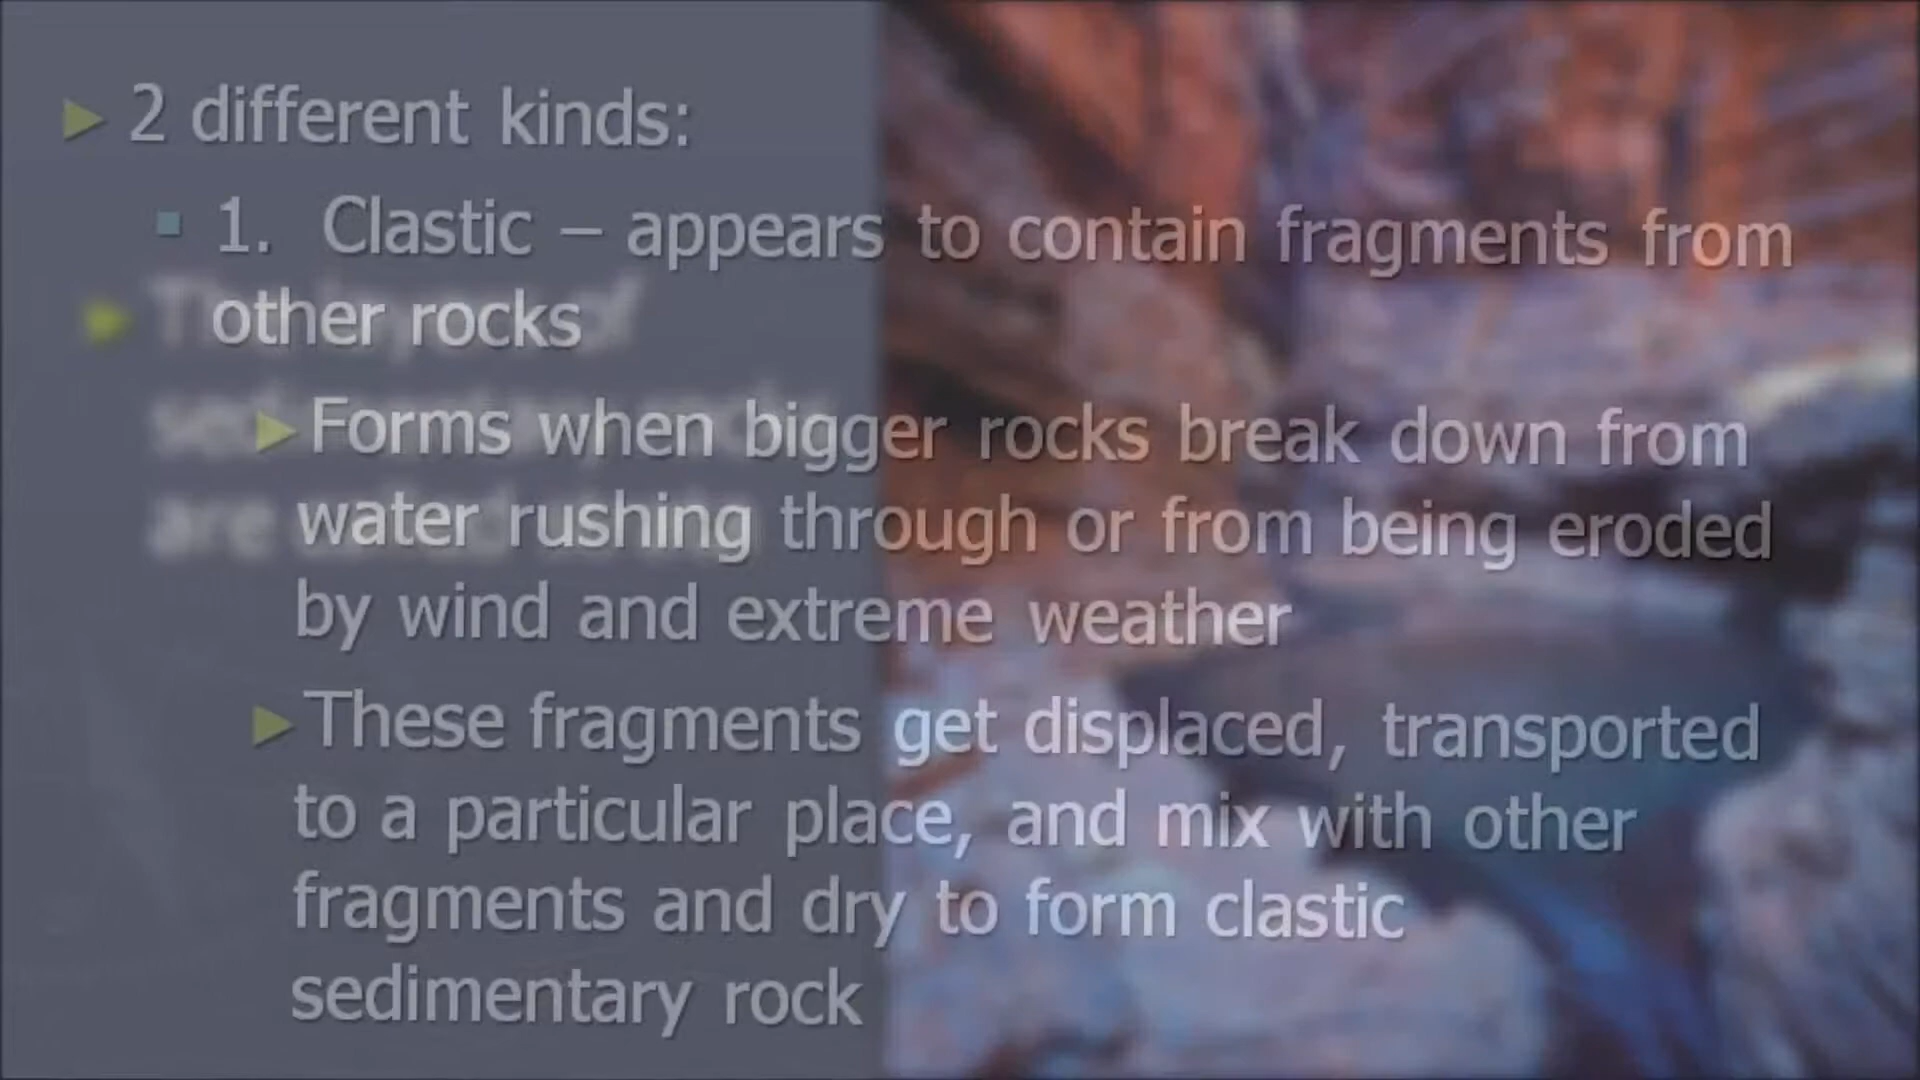 2 different kinds:
1. Clastic – appears to contain fragments from
other rocks
Forms when bigger rocks break down from
water rushing through or from being eroded
by wind and extreme weather
These fragments get displaced, transported
to a particular place, and mix with other
fragments and dry to form clastic
sedimentary rock